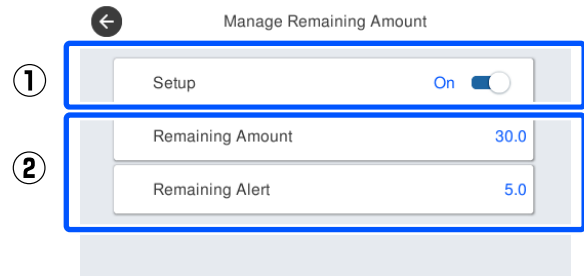 Manage Remaining Amount
①
Setup On
②
Remaining Amount 30.0
Remaining Alert 5.0